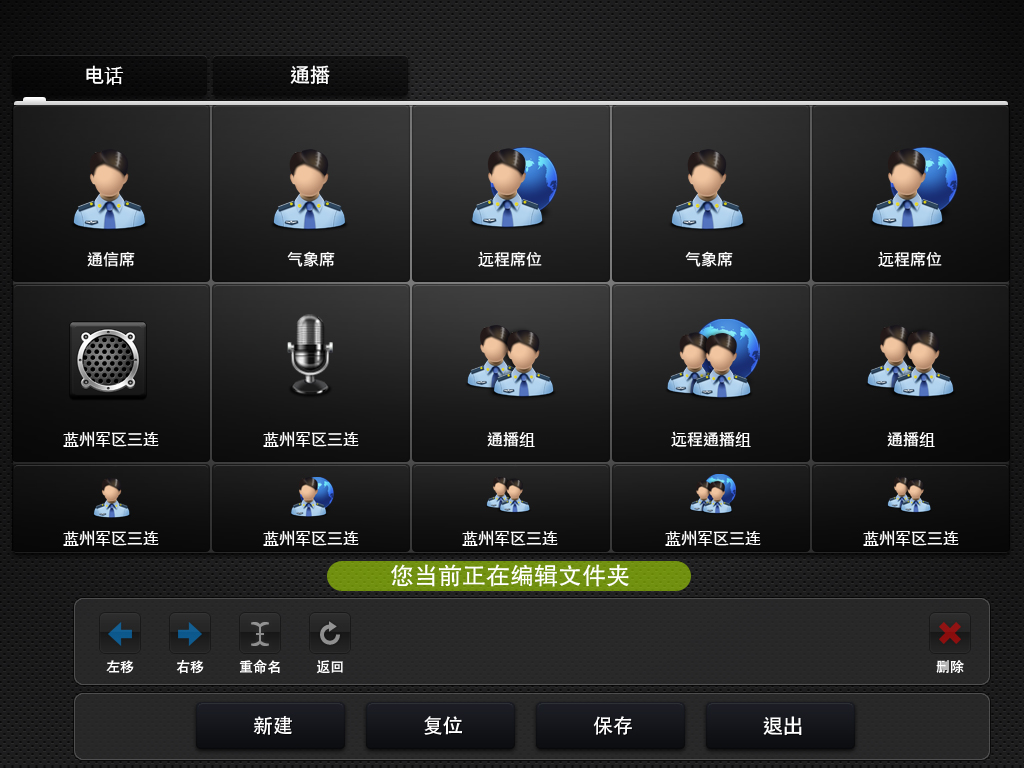 电话
通播
通信席
气象席
远程席位
气象席
远程席位
蓝州军区三连
蓝州军区三连
通播组
远程通播组
通播组
蓝州军区三连
蓝州军区三连
蓝州军区三连
蓝州军区三连
蓝州军区三连
您当前正在编辑文件夹
左移
右移
重命名
返回
删除
新建
复位
保存
退出